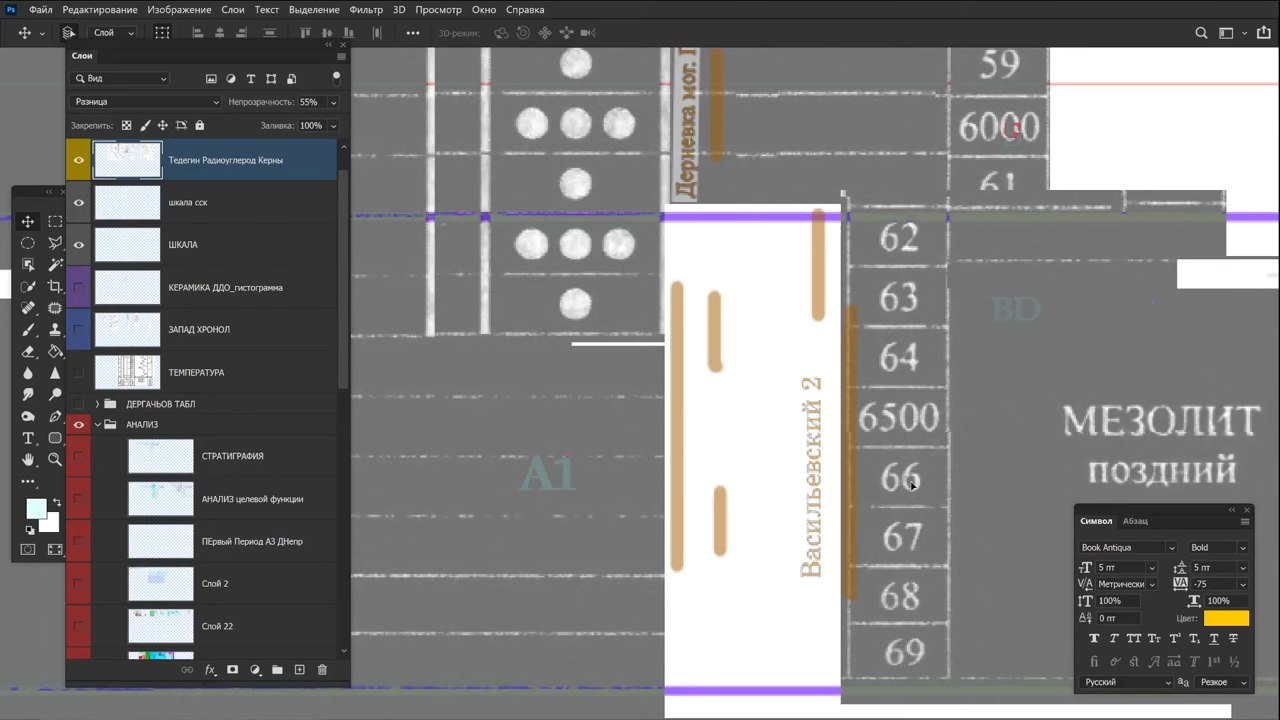 Файл Редактирование Изображение Слои Текст Выделение Фильтр 3D Просмотр Окно Справка
Слой
3D-режим:
Слои
Вид
Разница
Непрозрачность: 55%
Закрепить:
Заливка: 100%
Тедегин Радиоуглерод Керны
шкала сск
ШКАЛА
КЕРАМИКА ДДО_гистограмма
ЗАПАД ХРОНОЛ
ТЕМПЕРАТУРА
ДЕРГАЧЬОВ ТАБЛ
АНАЛИЗ
СТРАТИГРАФИЯ
АНАЛИЗ целевой функции
ПЕрвый Период А3 ДНепр
Слой 2
Слой 22
Дериевка мог.
Васильевский 2
A1
59
6000
61
62
63
64
6500
66
67
68
69
BD
МЕЗОЛИТ
поздний
Символ Абзац
Book Antiqua Bold
5 пт 5 пт
Метрически -75
100% 100%
0 пт Цвет:
Русский Резкое